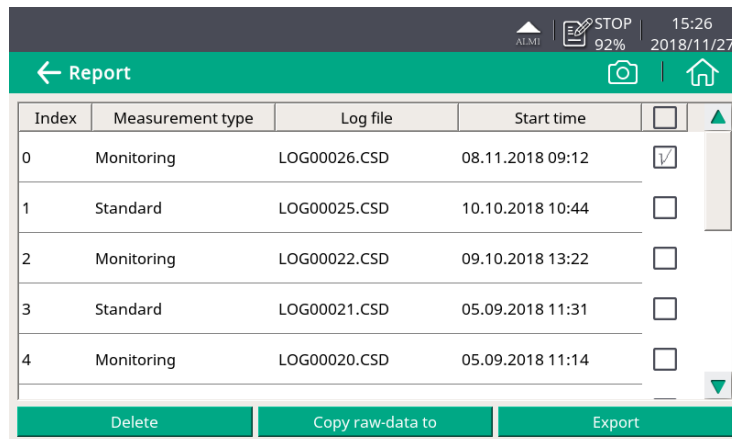 STOP 15:26
ALM1 92% 2018/11/27
Report
Index Measurement type Log file Start time
0 Monitoring LOG00026.CSD 08.11.2018 09:12
1 Standard LOG00025.CSD 10.10.2018 10:44
2 Monitoring LOG00022.CSD 09.10.2018 13:22
3 Standard LOG00021.CSD 05.09.2018 11:31
4 Monitoring LOG00020.CSD 05.09.2018 11:14
Delete Copy raw-data to Export